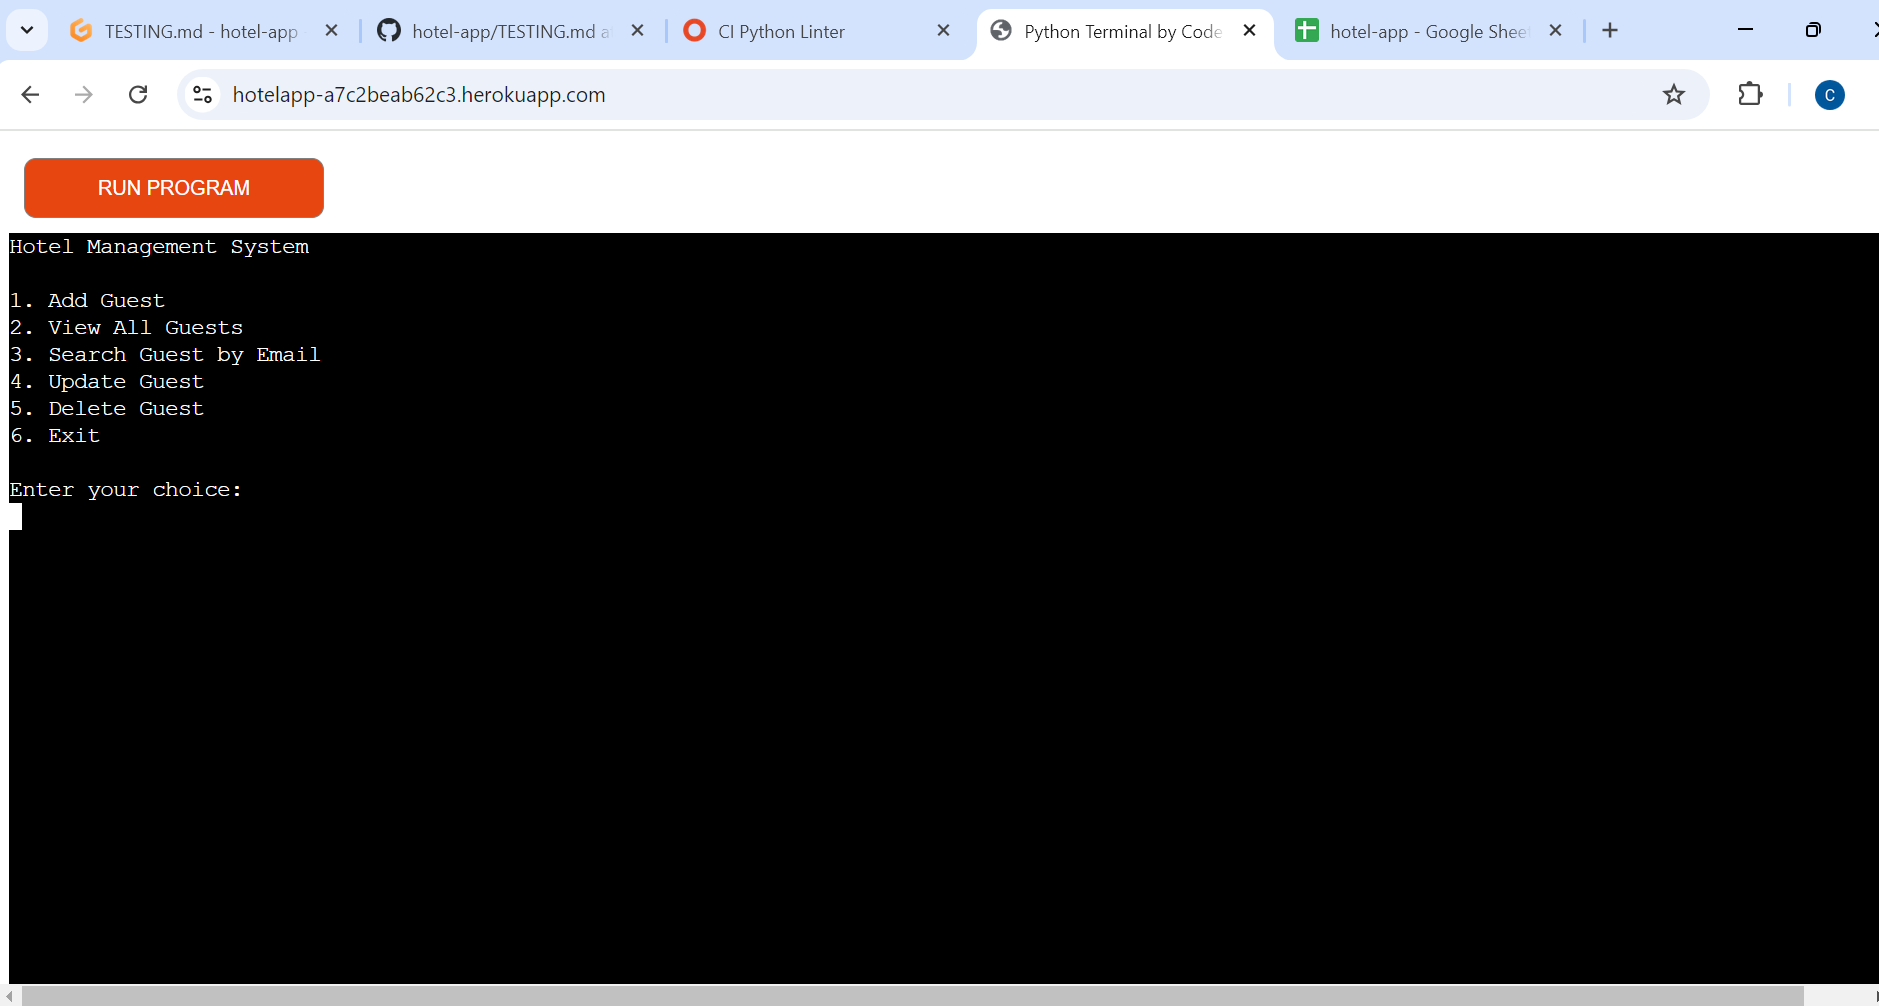 TESTING.md - hotel-app
hotel-app/TESTING.md
CI Python Linter
Python Terminal by Code
hotel-app - Google Sheet
hotelapp-a7c2beab62c3.herokuapp.com
C
RUN PROGRAM
Hotel Management System
1. Add Guest
2. View All Guests
3. Search Guest by Email
4. Update Guest
5. Delete Guest
6. Exit
Enter your choice: